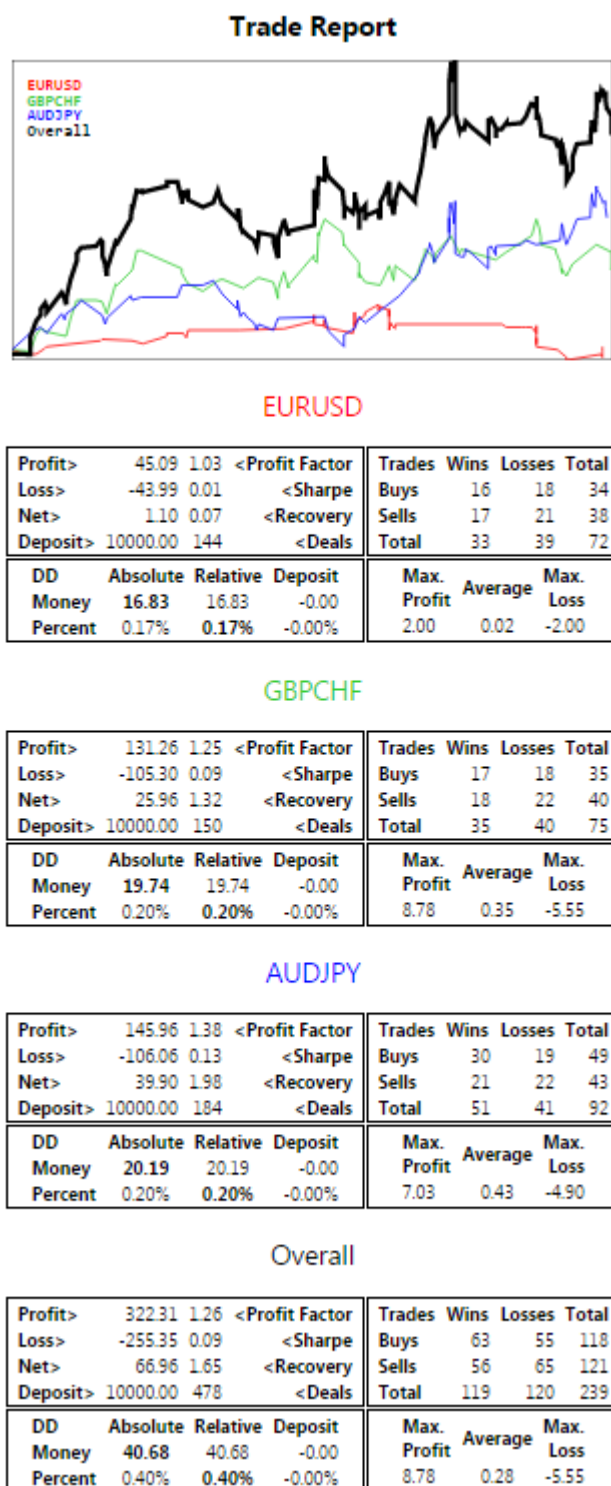 Trade Report
EURUSD
GBPCHF
AUDJPY
Overall
EURUSD
Profit> 45.09 1.03 <Profit Factor Trades Wins Losses Total
Loss> -43.99 0.01 <Sharpe Buys 16 18 34
Net> 1.10 0.07 <Recovery Sells 17 21 38
Deposit> 10000.00 144 <Deals Total 33 39 72
DD Absolute Relative Deposit Max. Profit Average Max. Loss
Money 16.83 16.83 -0.00
Percent 0.17% 0.17% -0.00% 2.00 0.02 -2.00
GBPCHF
Profit> 131.26 1.25 <Profit Factor Trades Wins Losses Total
Loss> -105.30 0.09 <Sharpe Buys 17 18 35
Net> 25.96 1.32 <Recovery Sells 18 22 40
Deposit> 10000.00 150 <Deals Total 35 40 75
DD Absolute Relative Deposit Max. Profit Average Max. Loss
Money 19.74 19.74 -0.00
Percent 0.20% 0.20% -0.00% 8.78 0.35 -5.55
AUDJPY
Profit> 145.96 1.38 <Profit Factor Trades Wins Losses Total
Loss> -106.06 0.13 <Sharpe Buys 30 19 49
Net> 39.90 1.98 <Recovery Sells 21 22 43
Deposit> 10000.00 184 <Deals Total 51 41 92
DD Absolute Relative Deposit Max. Profit Average Max. Loss
Money 20.19 20.19 -0.00
Percent 0.20% 0.20% -0.00% 7.03 0.43 -4.90
Overall
Profit> 322.31 1.26 <Profit Factor Trades Wins Losses Total
Loss> -255.35 0.09 <Sharpe Buys 63 55 118
Net> 66.96 1.65 <Recovery Sells 56 65 121
Deposit> 10000.00 478 <Deals Total 119 120 239
DD Absolute Relative Deposit Max. Profit Average Max. Loss
Money 40.68 40.68 -0.00
Percent 0.40% 0.40% -0.00% 8.78 0.28 -5.55